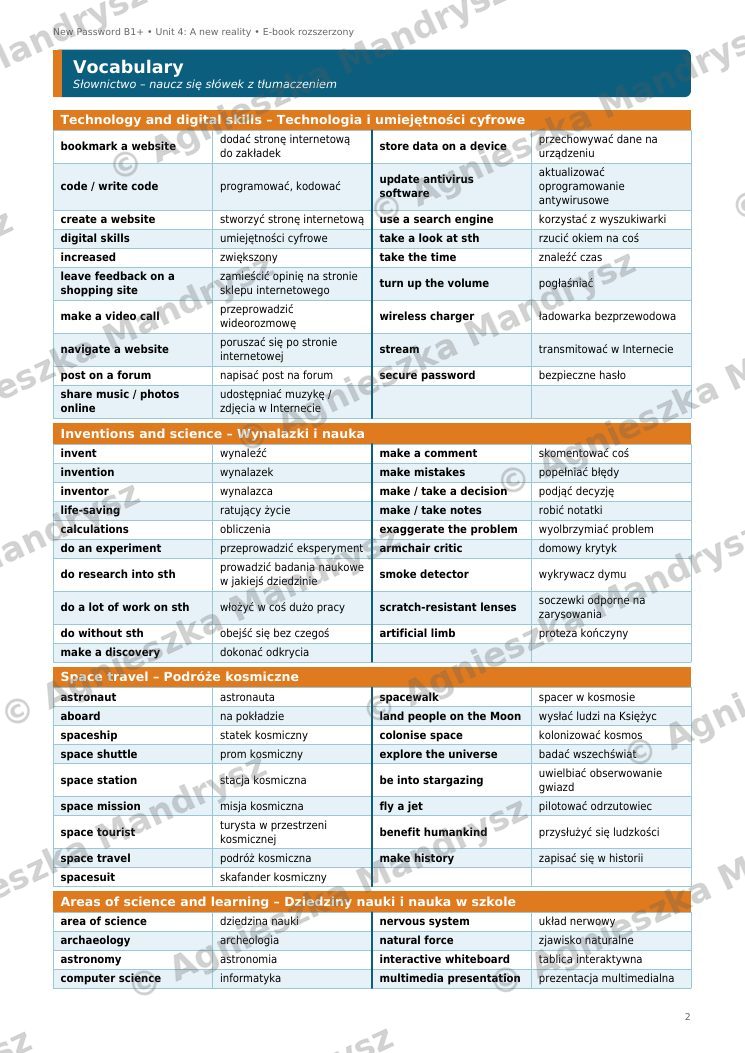 New Password B1+ • Unit 4: A new reality • E-book rozszerzony
Vocabulary
Słownictwo – naucz się słówek z tłumaczeniem
Technology and digital skills – Technologia i umiejętności cyfrowe
bookmark a website dodać stronę internetową do zakładek store data on a device przechowywać dane na urządzeniu
code / write code programować, kodować update antivirus software aktualizować oprogramowanie antywirusowe
create a website stworzyć stronę internetową use a search engine korzystać z wyszukiwarki
digital skills umiejętności cyfrowe take a look at sth rzucić okiem na coś
increased zwiększony take the time znaleźć czas
leave feedback on a shopping site zamieścić opinię na stronie sklepu internetowego turn up the volume pogłaśniać
make a video call przeprowadzić wideorozmowę wireless charger ładowarka bezprzewodowa
navigate a website poruszać się po stronie internetowej stream transmitować w Internecie
post on a forum napisać post na forum secure password bezpieczne hasło
share music / photos online udostępniać muzykę / zdjęcia w Internecie
Inventions and science – Wynalazki i nauka
invent wynaleźć make a comment skomentować coś
invention wynalazek make mistakes popełniać błędy
inventor wynalazca make / take a decision podjąć decyzję
life-saving ratujący życie make / take notes robić notatki
calculations obliczenia exaggerate the problem wyolbrzymiać problem
do an experiment przeprowadzić eksperyment armchair critic domowy krytyk
do research into sth prowadzić badania naukowe w jakiejś dziedzinie smoke detector wykrywacz dymu
do a lot of work on sth włożyć w coś dużo pracy scratch-resistant lenses soczewki odporne na zarysowania
do without sth obejść się bez czegoś artificial limb proteza kończyny
make a discovery dokonać odkrycia
Space travel – Podróże kosmiczne
astronaut astronauta spacewalk spacer w kosmosie
aboard na pokładzie land people on the Moon wysłać ludzi na Księżyc
spaceship statek kosmiczny colonise space kolonizować kosmos
space shuttle prom kosmiczny explore the universe badać wszechświat
space station stacja kosmiczna be into stargazing uwielbiać obserwowanie gwiazd
space mission misja kosmiczna fly a jet pilotować odrzutowiec
space tourist turysta w przestrzeni kosmicznej benefit humankind przysłużyć się ludzkości
space travel podróż kosmiczna make history zapisać się w historii
spacesuit skafander kosmiczny
Areas of science and learning – Dziedziny nauki i nauka w szkole
area of science dziedzina nauki nervous system układ nerwowy
archaeology archeologia natural force zjawisko naturalne
astronomy astronomia interactive whiteboard tablica interaktywna
computer science informatyka multimedia presentation prezentacja multimedialna
2
© Agnieszka Mandrysz